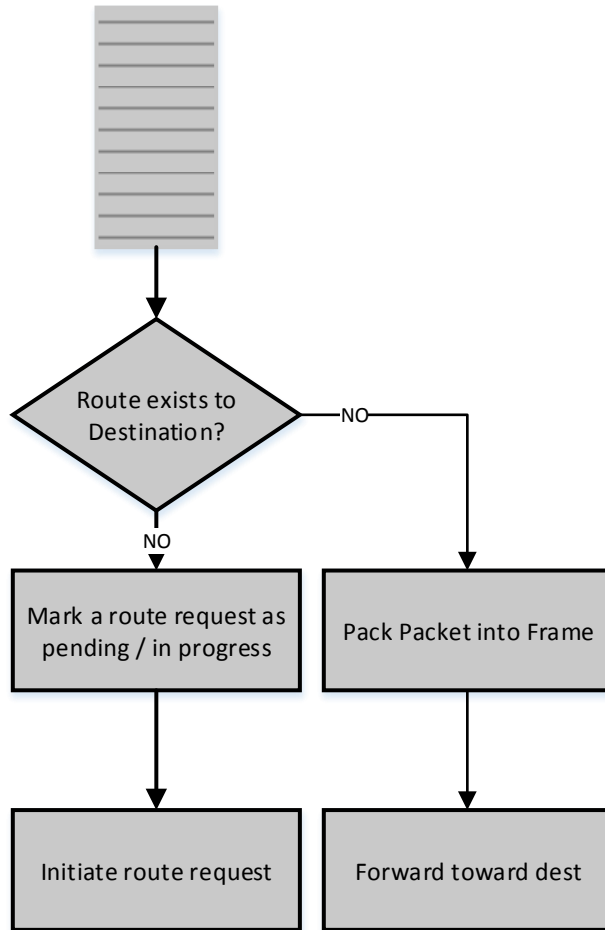 Route exists to
Destination?
NO
NO
Mark a route request as
pending / in progress
Pack Packet into Frame
Initiate route request
Forward toward dest